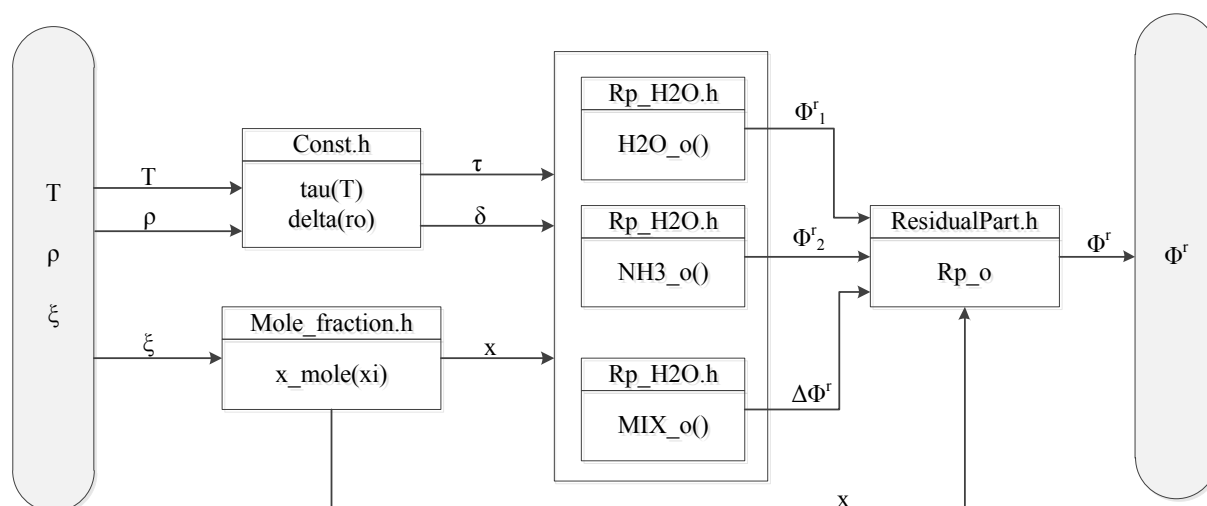 T
ρ
ξ
T
ρ
ξ
Const.h
tau(T)
delta(ro)
Mole_fraction.h
x_mole(xi)
τ
δ
x
Rp_H2O.h
H2O_o()
Rp_H2O.h
NH3_o()
Rp_H2O.h
MIX_o()
Φʳ₁
Φʳ₂
ΔΦʳ
x
ResidualPart.h
Rp_o
Φʳ
Φʳ